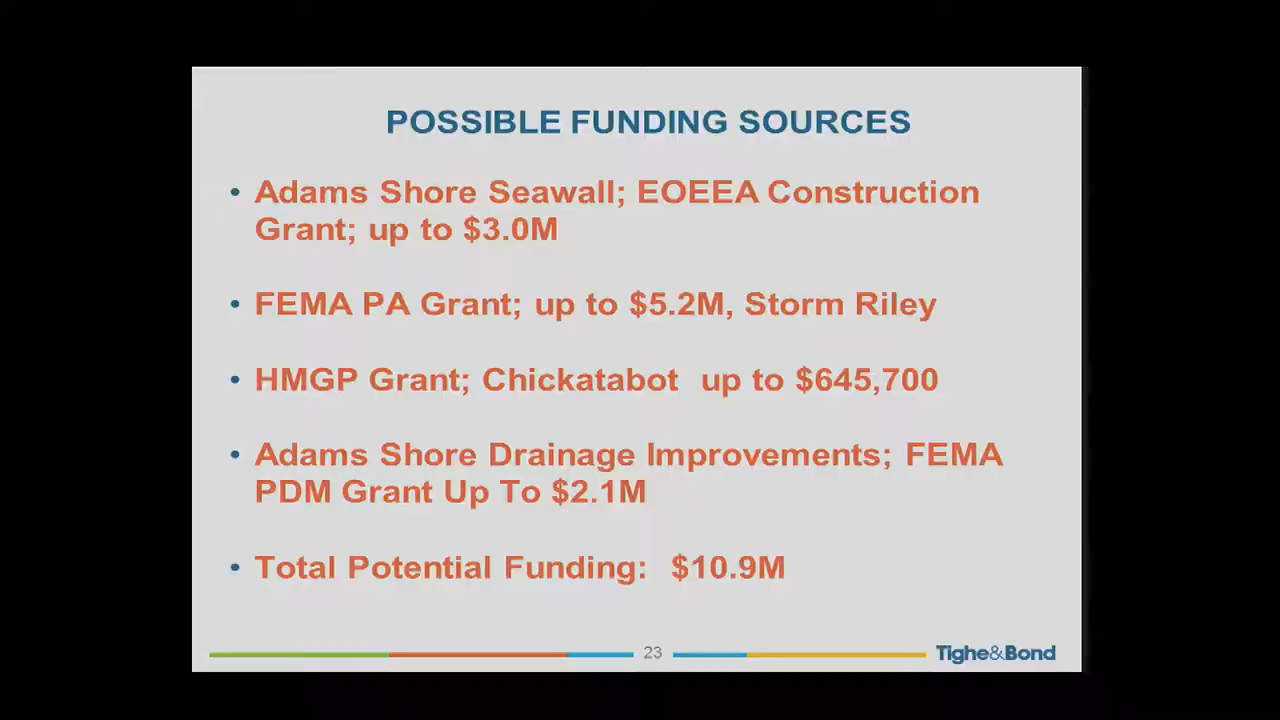 POSSIBLE FUNDING SOURCES
• Adams Shore Seawall; EOEEA Construction
Grant; up to $3.0M
• FEMA PA Grant; up to $5.2M, Storm Riley
• HMGP Grant; Chickatabot up to $645,700
• Adams Shore Drainage Improvements; FEMA
PDM Grant Up To $2.1M
• Total Potential Funding: $10.9M
23
Tighe&Bond